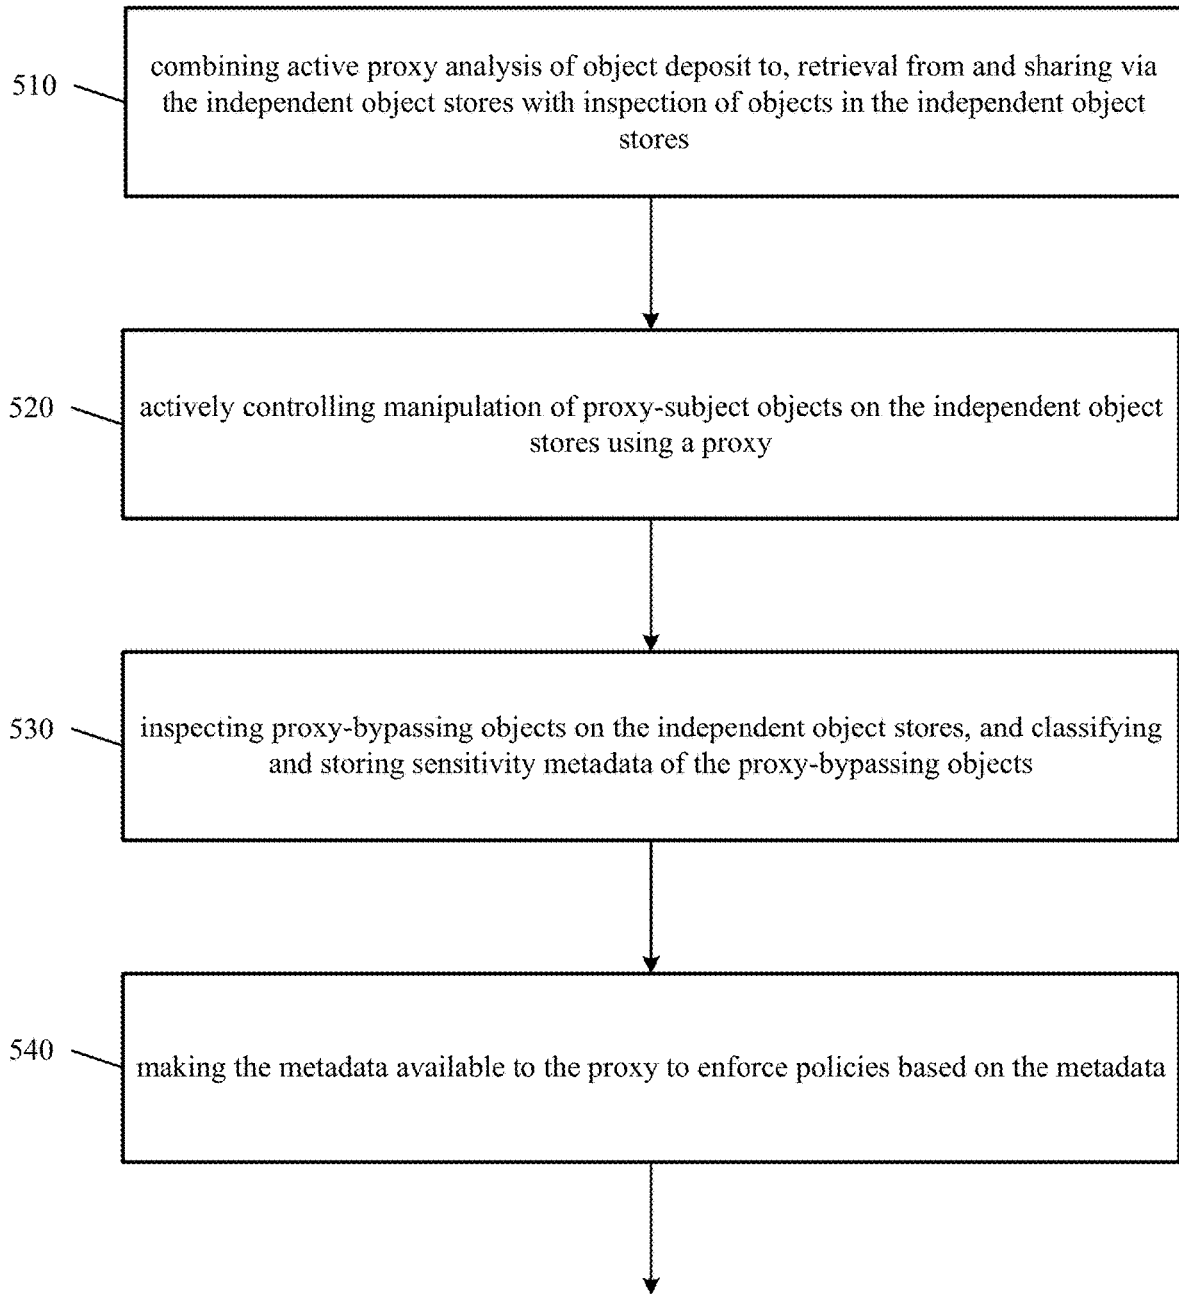 510
combining active proxy analysis of object deposit to, retrieval from and sharing via
the independent object stores with inspection of objects in the independent object
stores
520
actively controlling manipulation of proxy-subject objects on the independent object
stores using a proxy
530
inspecting proxy-bypassing objects on the independent object stores, and classifying
and storing sensitivity metadata of the proxy-bypassing objects
540
making the metadata available to the proxy to enforce policies based on the metadata